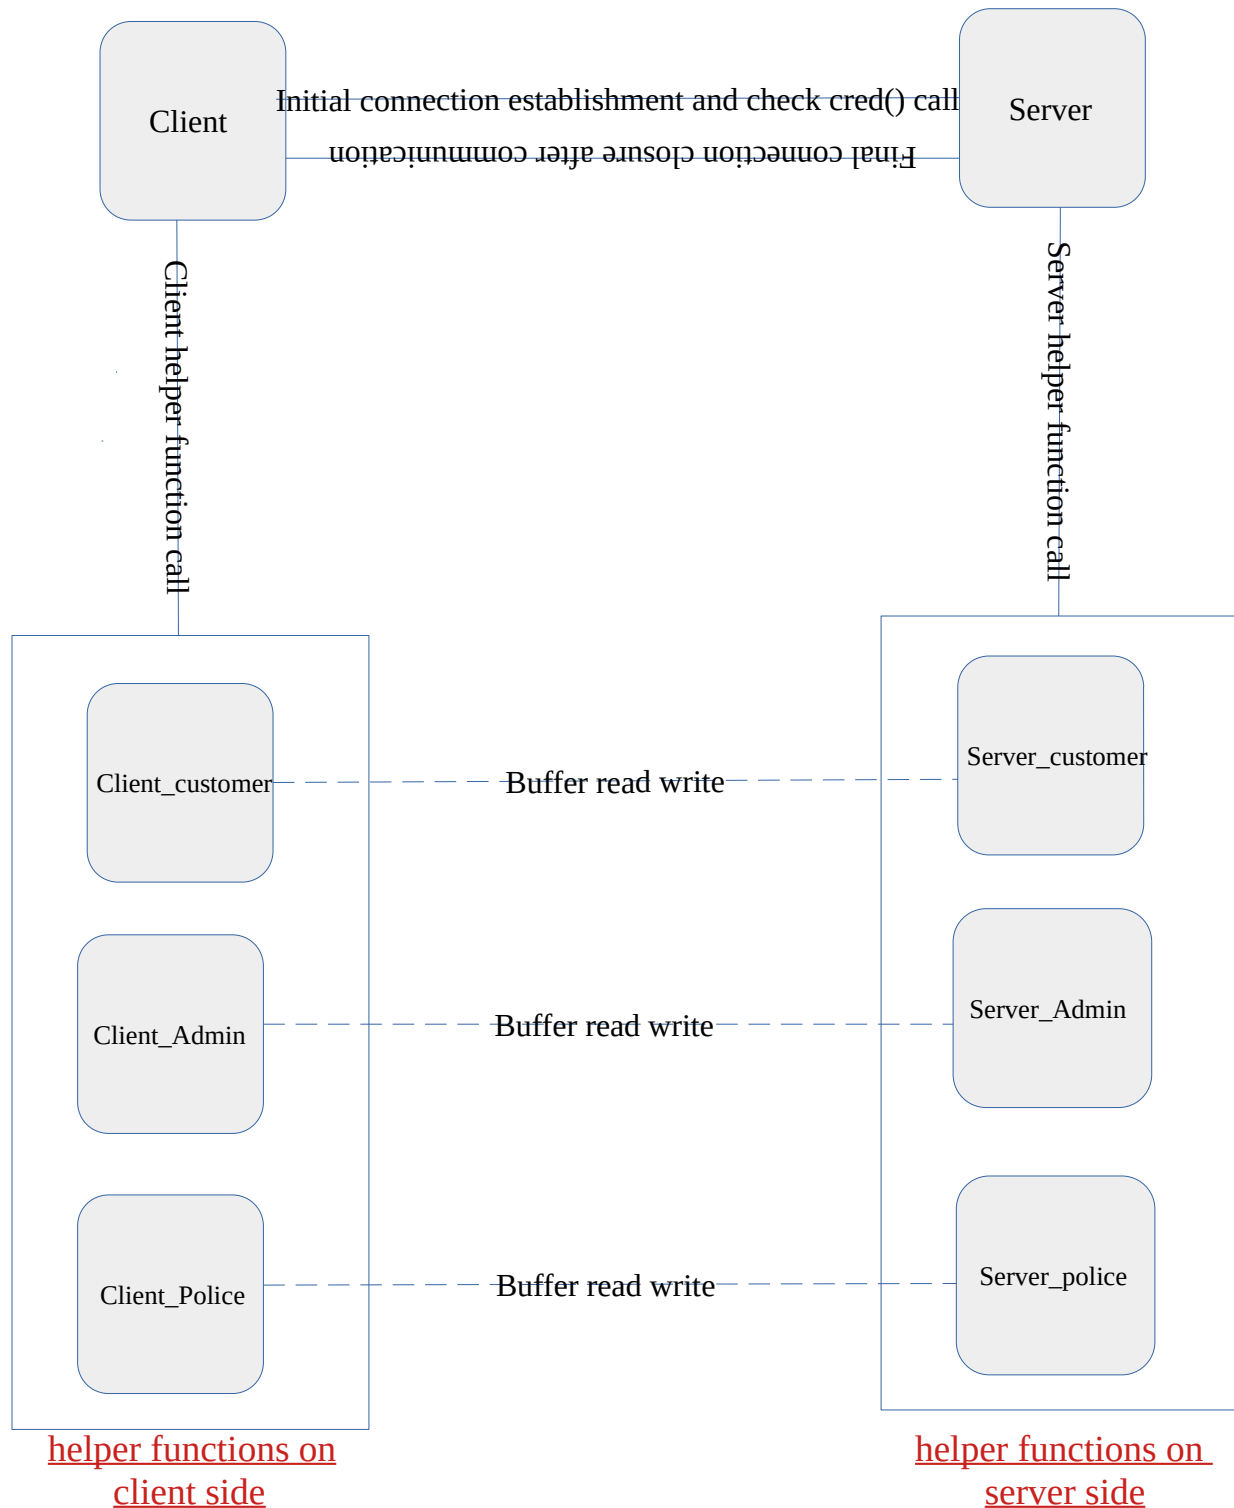 Client
Server
Initial connection establishment and check cred() call
Final connection closure after communication
Client helper function call
Server helper function call
Client_customer
Buffer read write
Server_customer
Client_Admin
Buffer read write
Server_Admin
Client_Police
Buffer read write
Server_police
helper functions on
client side
helper functions on
server side